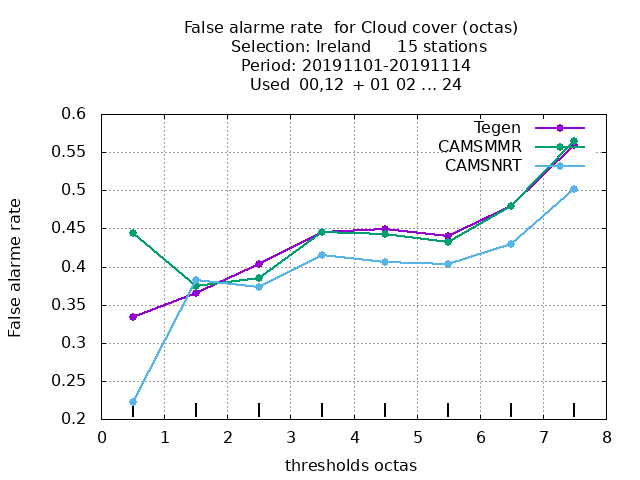 False alarme rate  for Cloud cover (octas)
Selection: Ireland     15 stations
Period: 20191101-20191114
Used  00,12  + 01 02 ... 24
Tegen
CAMSMMR
CAMSNRT
False alarme rate
0.6
0.55
0.5
0.45
0.4
0.35
0.3
0.25
0.2
0 1 2 3 4 5 6 7 8
thresholds octas